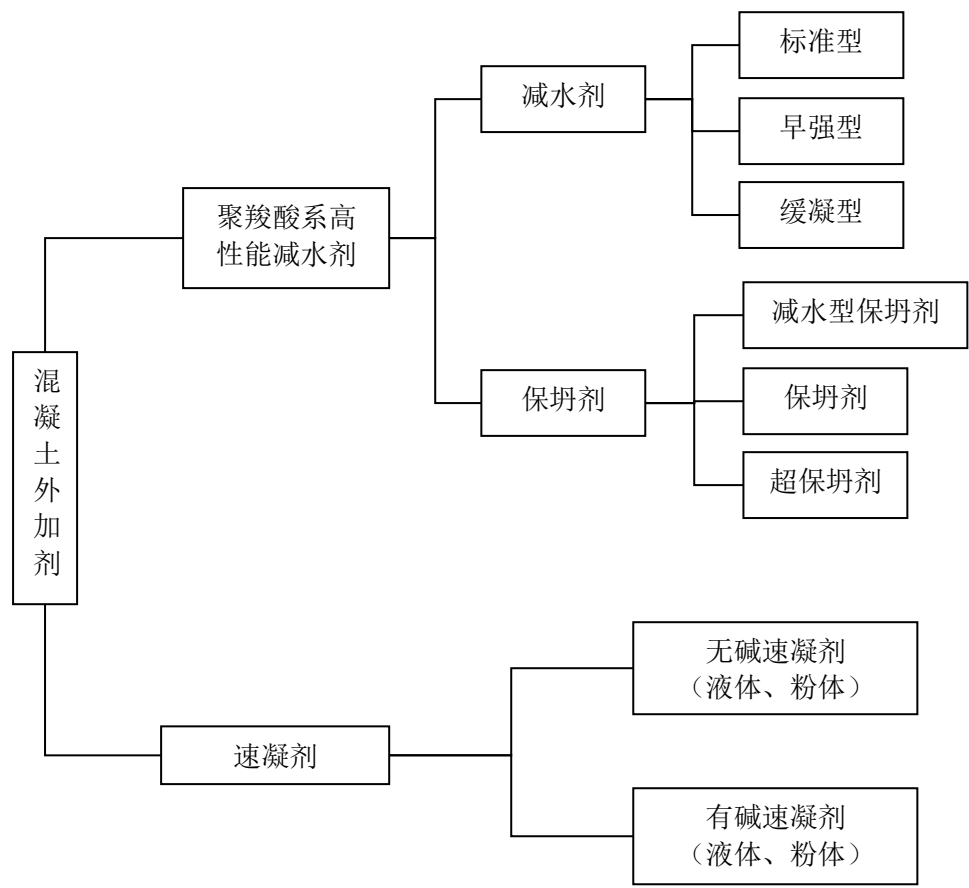 混凝土外加剂
聚羧酸系高
性能减水剂
减水剂
标准型
早强型
缓凝型
保坍剂
减水型保坍剂
保坍剂
超保坍剂
速凝剂
无碱速凝剂
（液体、粉体）
有碱速凝剂
（液体、粉体）